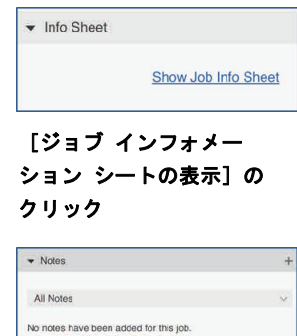 Info Sheet
Show Job Info Sheet
［ジョブ インフォメー
ション シートの表示］の
クリック
Notes +
All Notes
No notes have been added for this job.